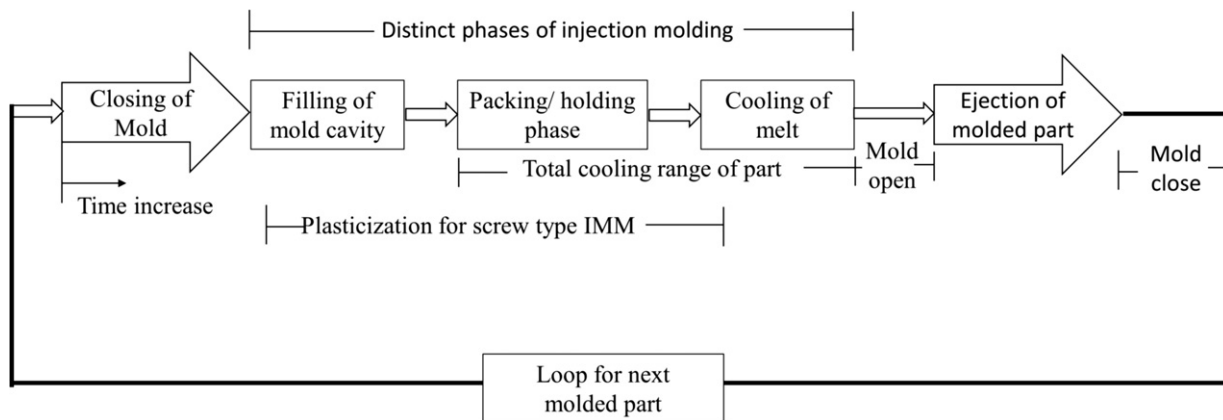 Distinct phases of injection molding
Closing of
Mold
Filling of
mold cavity
Packing/ holding
phase
Cooling of
melt
Ejection of
molded part
Total cooling range of part
Mold
open
Mold
close
Time increase
Plasticization for screw type IMM
Loop for next
molded part